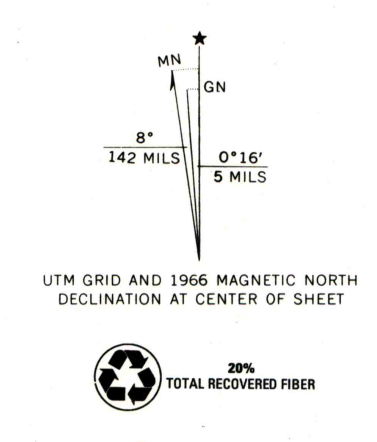 ★
MN
GN
8°
142 MILS
0°16′
5 MILS
UTM GRID AND 1966 MAGNETIC NORTH
DECLINATION AT CENTER OF SHEET
20%
TOTAL RECOVERED FIBER